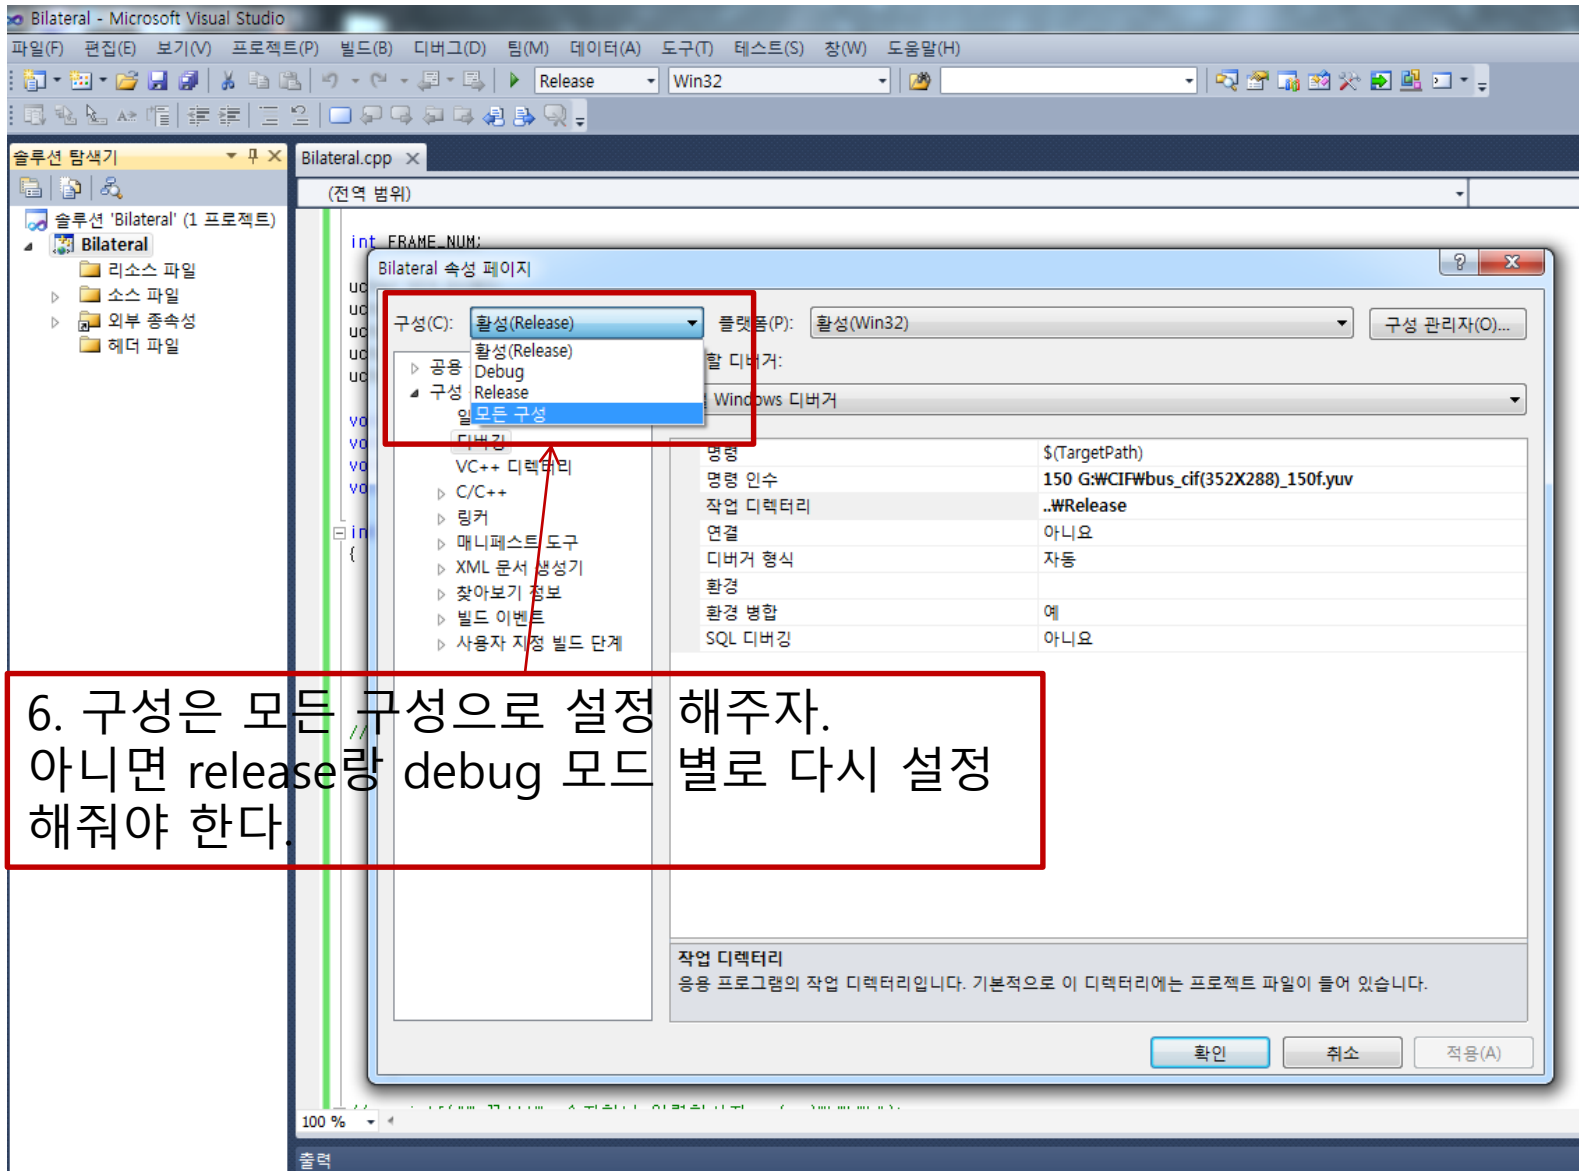 Bilateral - Microsoft Visual Studio
파일(F) 편집(E) 보기(V) 프로젝트(P) 빌드(B) 디버그(D) 팀(M) 데이터(A) 도구(T) 테스트(S) 창(W) 도움말(H)
Release Win32
솔루션 탐색기
Bilateral.cpp
(전역 범위)
솔루션 'Bilateral' (1 프로젝트)
Bilateral
리소스 파일
소스 파일
외부 종속성
헤더 파일
int FRAME_NUM;
Bilateral 속성 페이지
구성(C): 활성(Release) 플랫폼(P): 활성(Win32) 구성 관리자(O)...
활성(Release)
Debug
Release
모든 구성
할 디버거:
Windows 디버거
공용
구성
디버깅
VC++ 디렉터리
C/C++
링커
매니페스트 도구
XML 문서 생성기
찾아보기 정보
빌드 이벤트
사용자 지정 빌드 단계
명령 $(TargetPath)
명령 인수 150 G:₩CIF₩bus_cif(352X288)_150f.yuv
작업 디렉터리 ..₩Release
연결 아니요
디버거 형식 자동
환경
환경 병합 예
SQL 디버깅 아니요
6. 구성은 모든 구성으로 설정 해주자.
아니면 release랑 debug 모드 별로 다시 설정
해줘야 한다.
작업 디렉터리
응용 프로그램의 작업 디렉터리입니다. 기본적으로 이 디렉터리에는 프로젝트 파일이 들어 있습니다.
확인 취소 적용(A)
100 %
출력